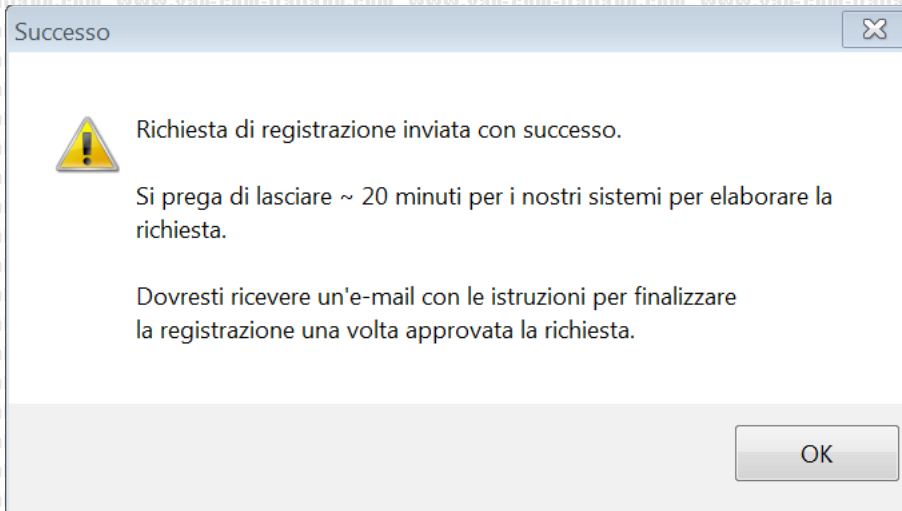 Successo
Richiesta di registrazione inviata con successo.
Si prega di lasciare ~ 20 minuti per i nostri sistemi per elaborare la
richiesta.
Dovresti ricevere un'e-mail con le istruzioni per finalizzare
la registrazione una volta approvata la richiesta.
OK